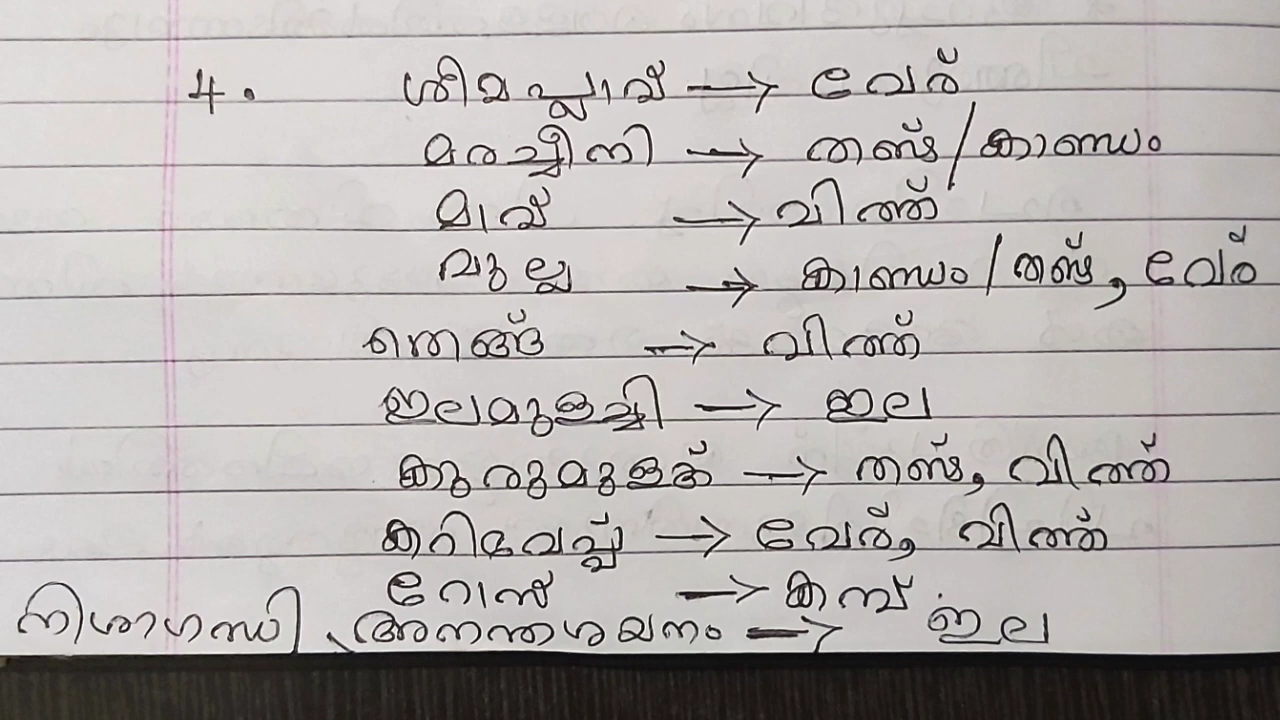 4. ശീമപ്ലാവ് → വേര്
മരച്ചീനി → തണ്ട്/കാണ്ഡം
മാവ് → വിത്ത്
പുല്ല് → കാണ്ഡം/തണ്ട്, വേര്
തെങ്ങ് → വിത്ത്
ഇലമുളച്ചി → ഇല
കുരുമുളക് → തണ്ട്, വിത്ത്
കറിവേപ്പ് → വേര്, വിത്ത്
റോസ് → കമ്പ്
നിശാഗന്ധി, അനന്തശയനം → ഇല